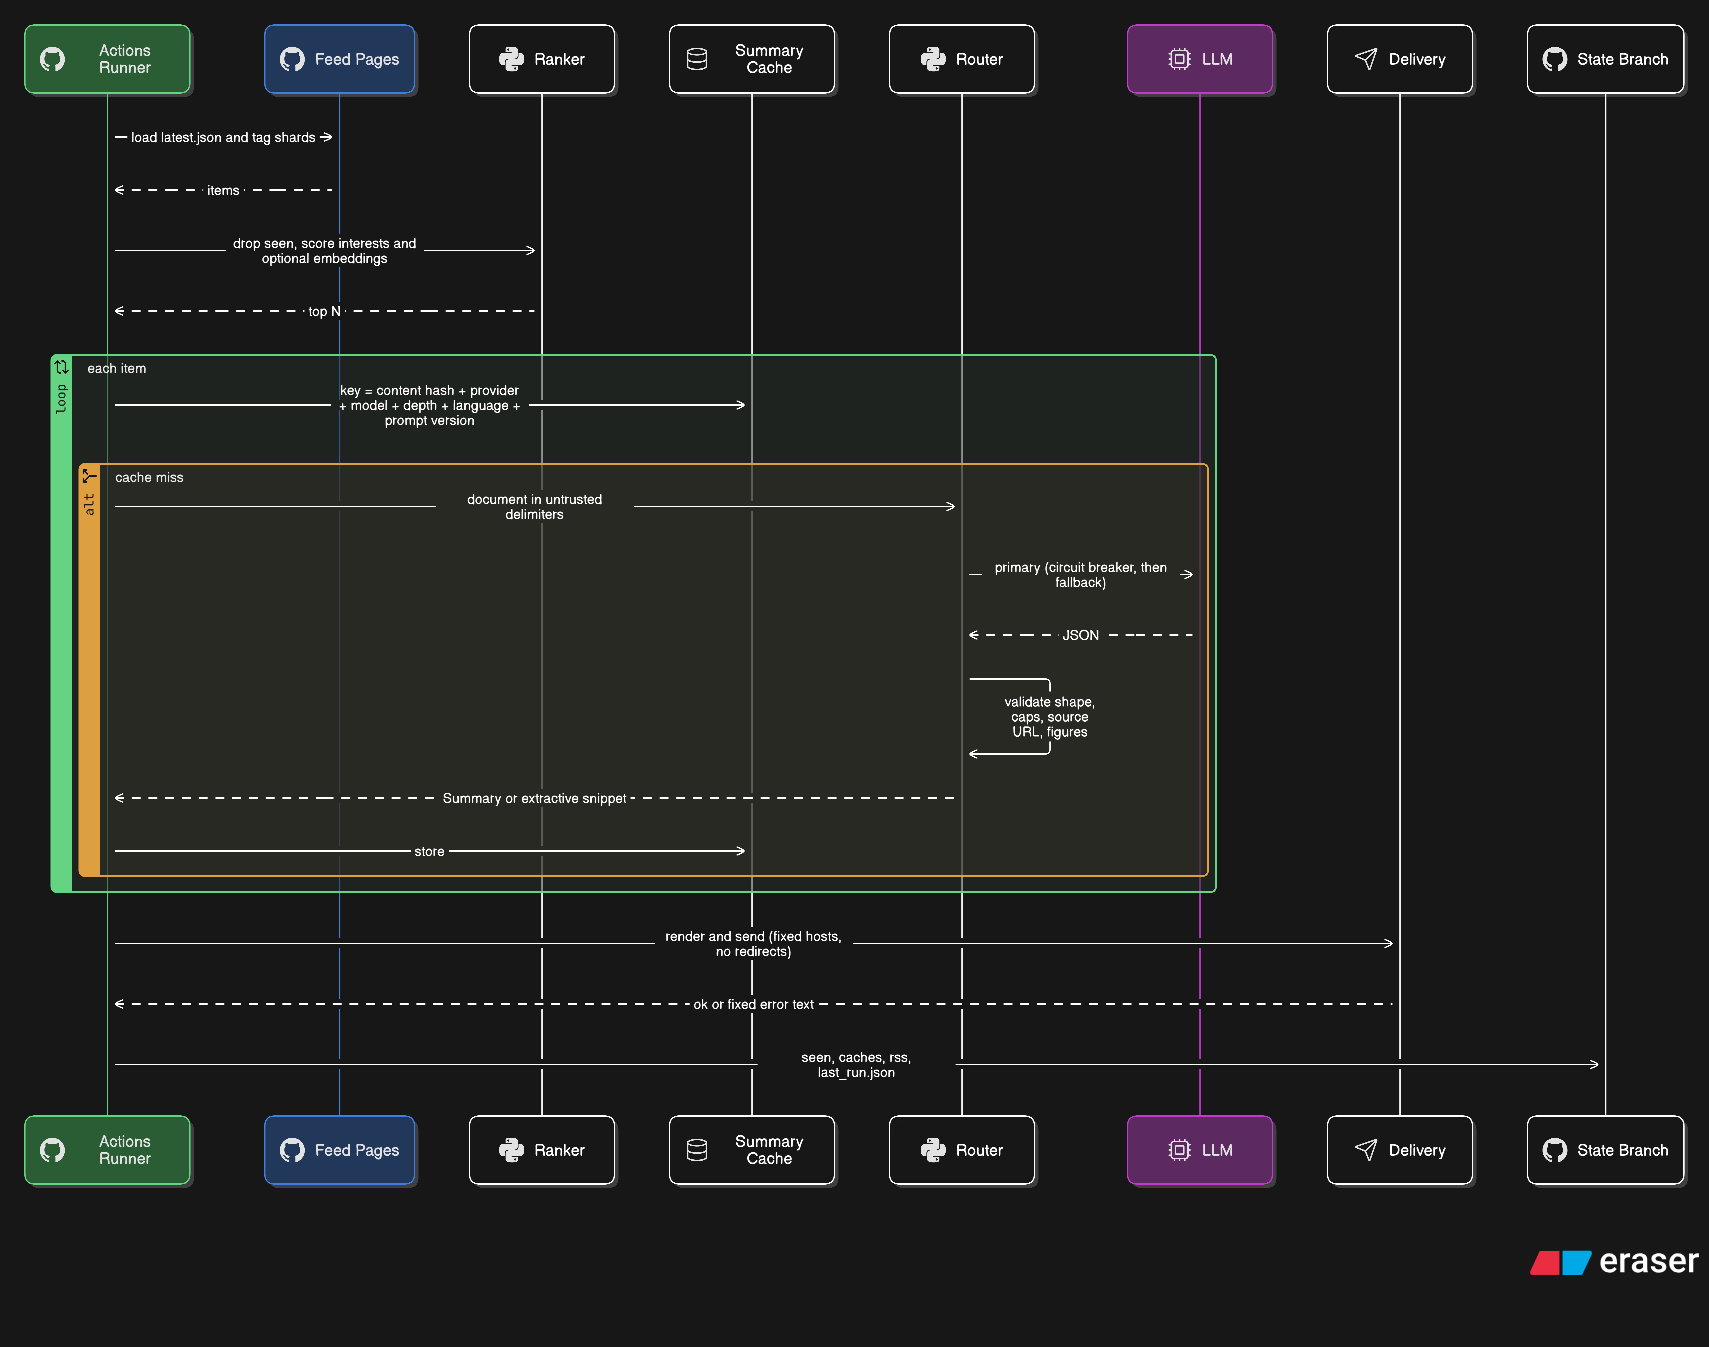 Actions
Runner
Feed Pages
Ranker
Summary
Cache
Router
LLM
Delivery
State Branch
load latest.json and tag shards
items
drop seen, score interests and
optional embeddings
top N
loop
each item
key = content hash + provider
+ model + depth + language +
prompt version
alt
cache miss
document in untrusted
delimiters
primary (circuit breaker, then
fallback)
JSON
validate shape,
caps, source
URL, figures
Summary or extractive snippet
store
render and send (fixed hosts,
no redirects)
ok or fixed error text
seen, caches, rss,
last_run.json
Actions
Runner
Feed Pages
Ranker
Summary
Cache
Router
LLM
Delivery
State Branch
eraser